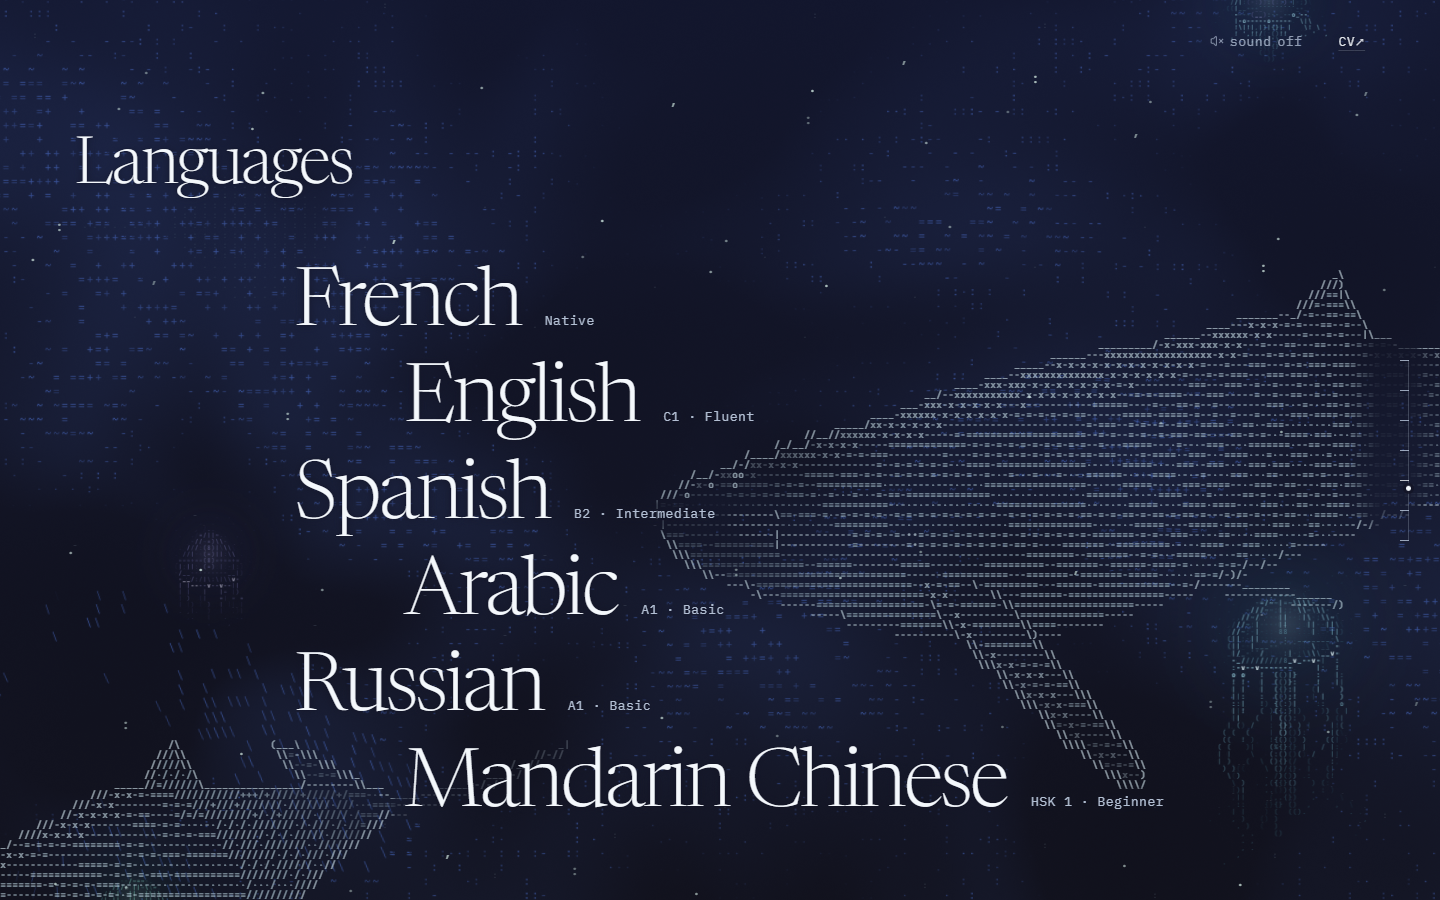 sound off
CV↗
Languages
French Native
English C1 · Fluent
Spanish B2 · Intermediate
Arabic A1 · Basic
Russian A1 · Basic
Mandarin Chinese HSK 1 · Beginner